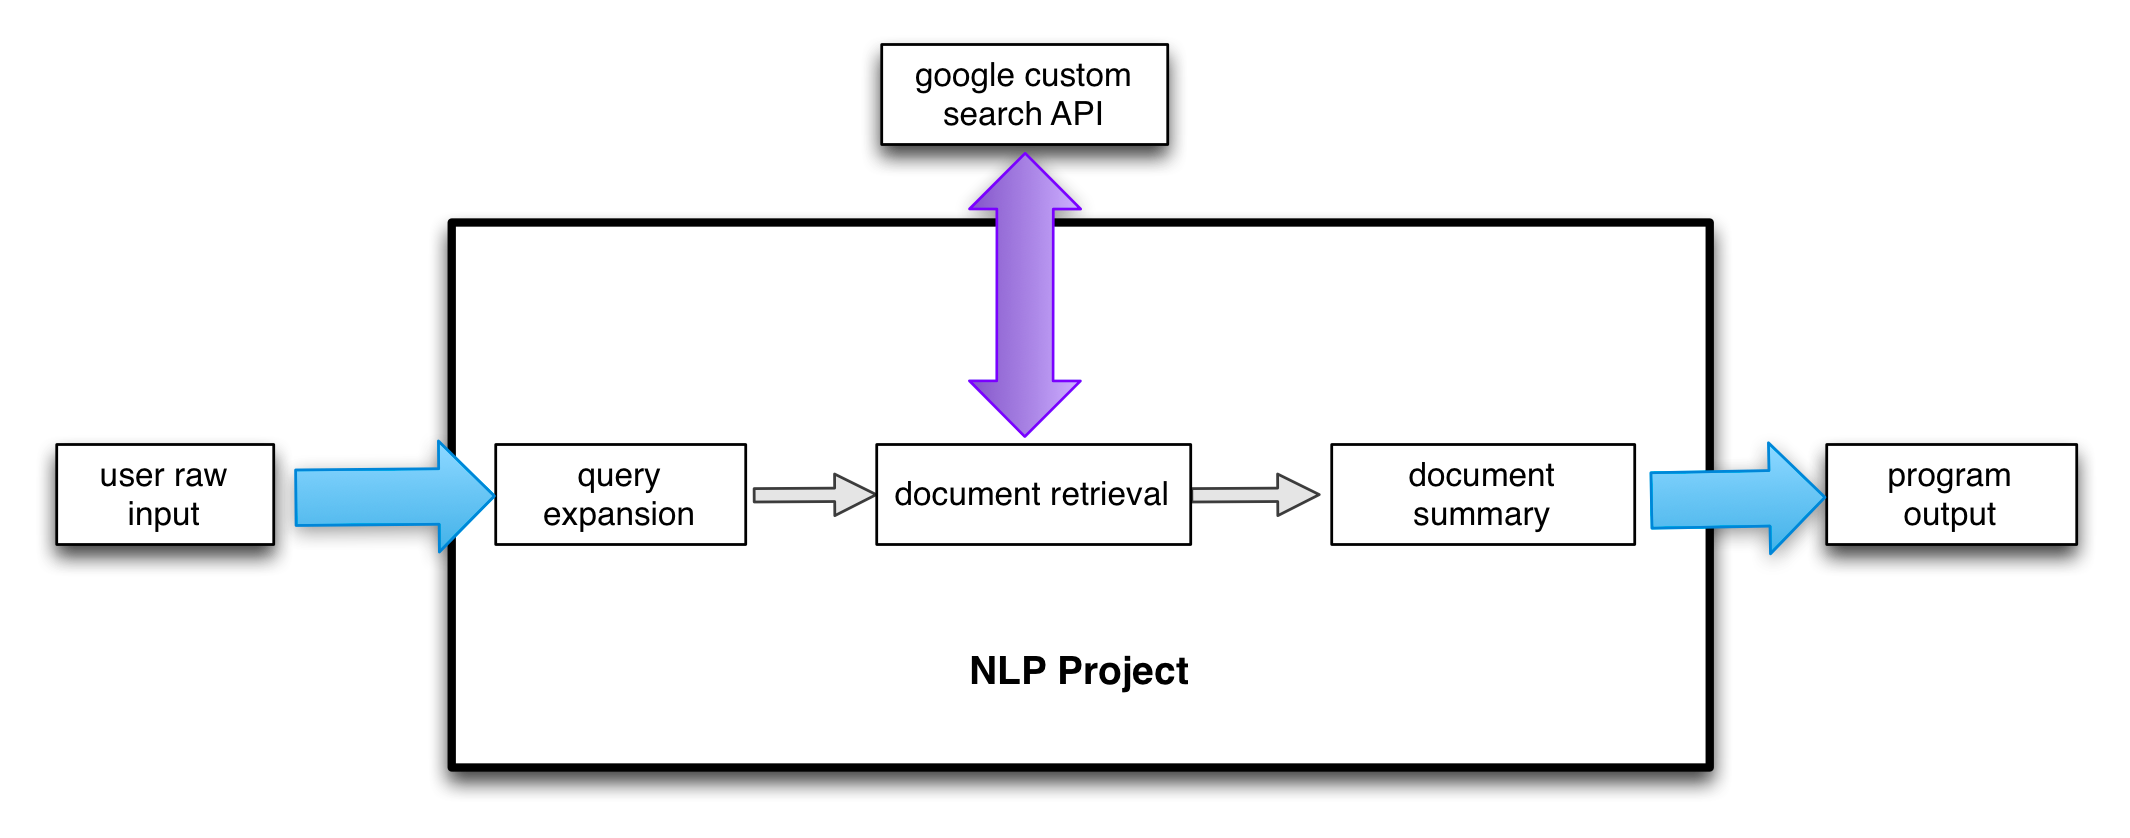 google custom
search API
user raw
input
query
expansion
document retrieval
document
summary
program
output
NLP Project